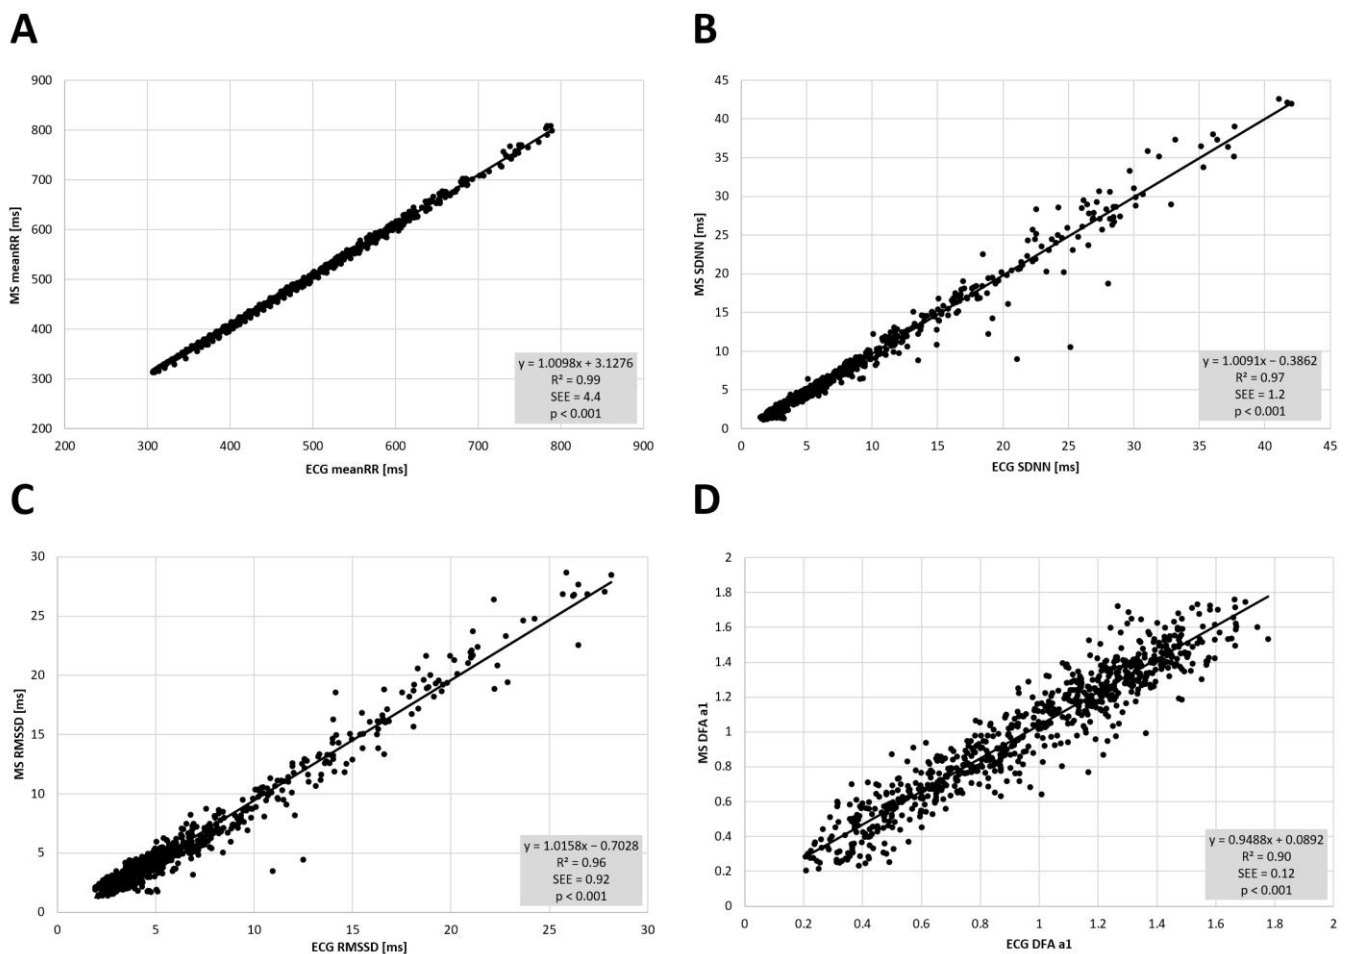 A
900
800
700
600
500
400
300
200
200 300 400 500 600 700 800 900
MS meanRR [ms]
ECG meanRR [ms]
y = 1.0098x + 3.1276
R² = 0.99
SEE = 4.4
p < 0.001
B
45
40
35
30
25
20
15
10
5
0
0 5 10 15 20 25 30 35 40 45
MS SDNN [ms]
ECG SDNN [ms]
y = 1.0091x − 0.3862
R² = 0.97
SEE = 1.2
p < 0.001
C
30
25
20
15
10
5
0
0 5 10 15 20 25 30
MS RMSSD [ms]
ECG RMSSD [ms]
y = 1.0158x − 0.7028
R² = 0.96
SEE = 0.92
p < 0.001
D
2
1.8
1.6
1.4
1.2
1
0.8
0.6
0.4
0.2
0
0 0.2 0.4 0.6 0.8 1 1.2 1.4 1.6 1.8 2
MS DFA a1
ECG DFA a1
y = 0.9488x + 0.0892
R² = 0.90
SEE = 0.12
p < 0.001